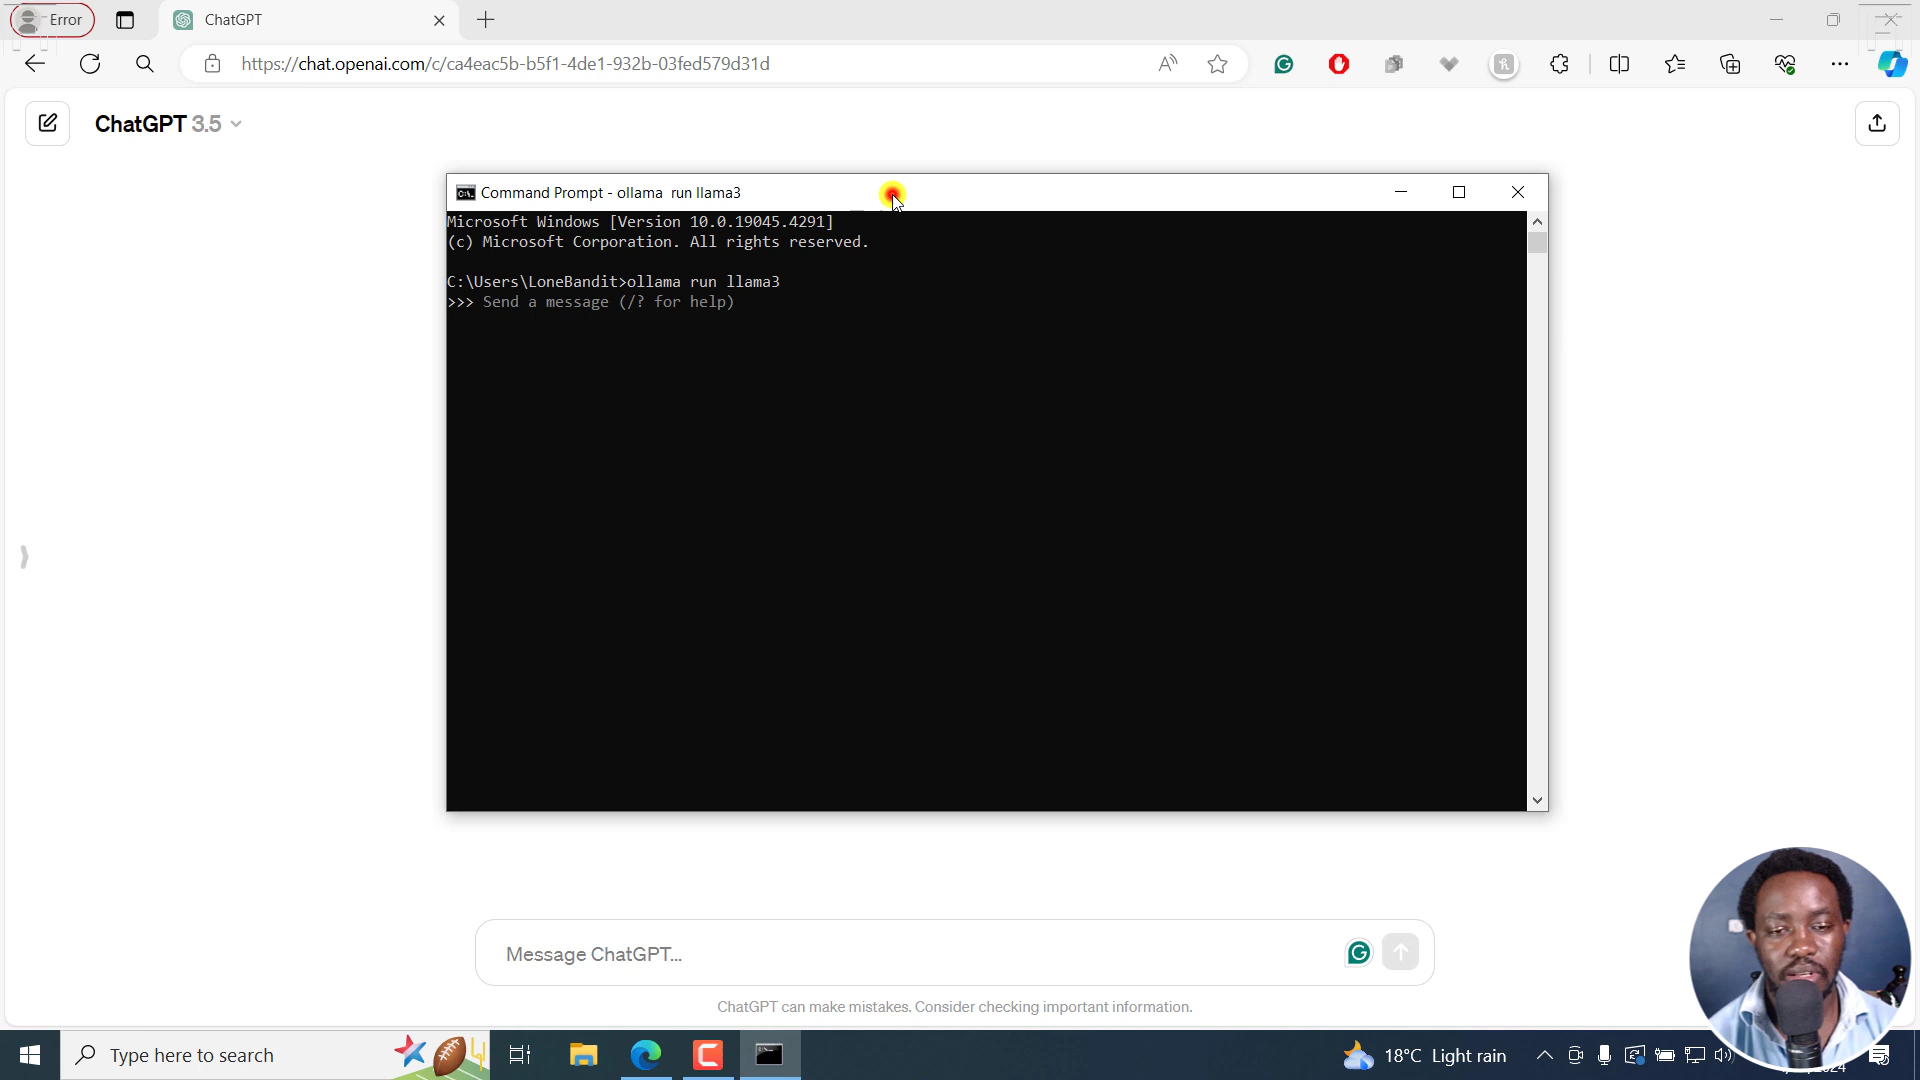 Error
ChatGPT
https://chat.openai.com/c/ca4eac5b-b5f1-4de1-932b-03fed579d31d
ChatGPT 3.5
Command Prompt - ollama  run llama3
Microsoft Windows [Version 10.0.19045.4291]
(c) Microsoft Corporation. All rights reserved.
C:\Users\LoneBandit>ollama run llama3
>>> Send a message (/? for help)
Message ChatGPT...
ChatGPT can make mistakes. Consider checking important information.
Type here to search
18°C Light rain